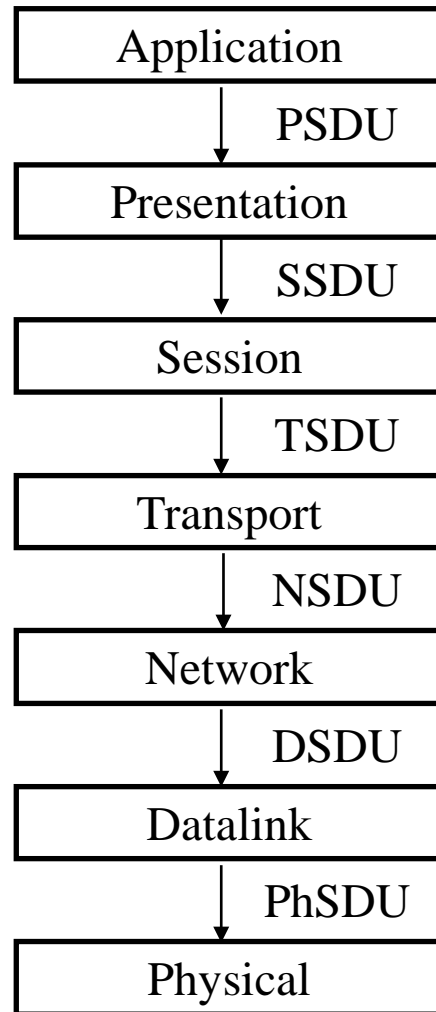 Application
PSDU
Presentation
SSDU
Session
TSDU
Transport
NSDU
Network
DSDU
Datalink
PhSDU
Physical